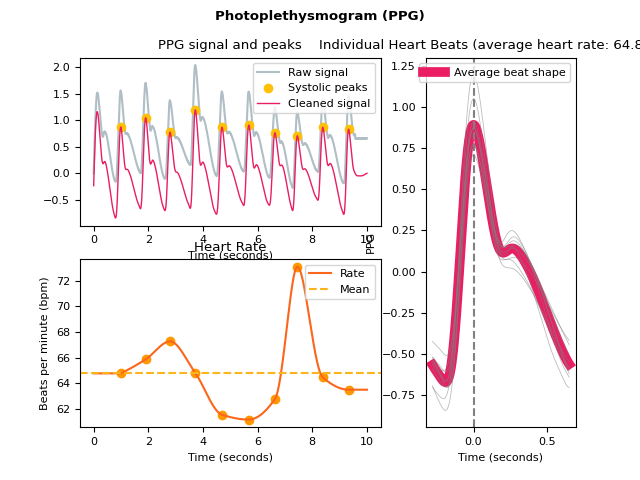 Photoplethysmogram (PPG)
PPG signal and peaks
Individual Heart Beats (average heart rate: 64.8
Raw signal
Systolic peaks
Cleaned signal
2.0
1.5
1.0
0.5
0.0
−0.5
0 2 4 6 8 10
Time (seconds)
Heart Rate
Rate
Mean
Beats per minute (bpm)
72
70
68
66
64
62
0 2 4 6 8 10
Time (seconds)
Average beat shape
PPG
1.25
1.00
0.75
0.50
0.25
0.00
−0.25
−0.50
−0.75
0.0 0.5
Time (seconds)